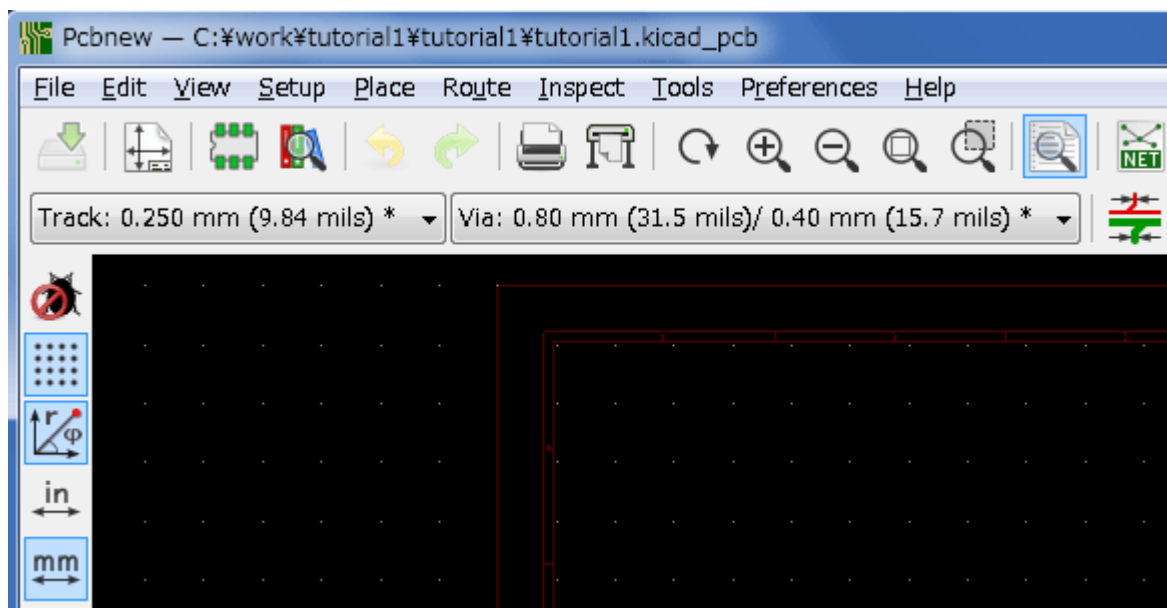 Pcbnew — C:¥work¥tutorial1¥tutorial1¥tutorial1.kicad_pcb
File Edit View Setup Place Route Inspect Tools Preferences Help
NET
Track: 0.250 mm (9.84 mils) * Via: 0.80 mm (31.5 mils)/ 0.40 mm (15.7 mils) *
r φ
in
mm